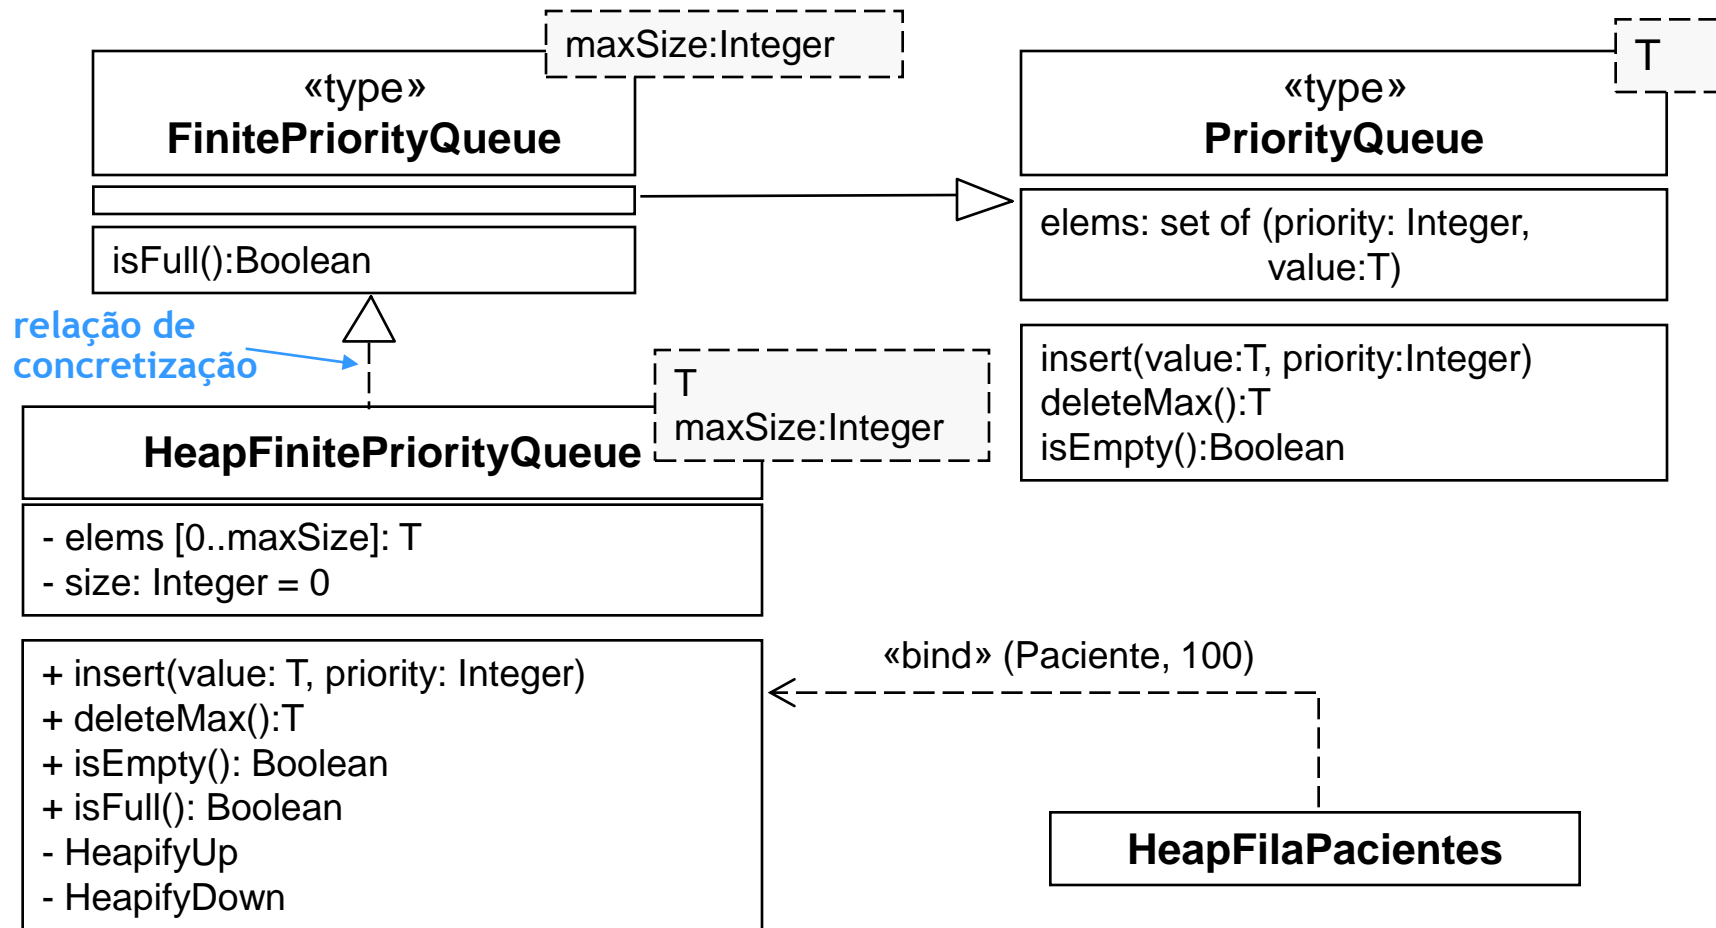 maxSize:Integer
«type»
FinitePriorityQueue
isFull():Boolean
T
«type»
PriorityQueue
elems: set of (priority: Integer,
value:T)
insert(value:T, priority:Integer)
deleteMax():T
isEmpty():Boolean
relação de
concretização
T
maxSize:Integer
HeapFinitePriorityQueue
- elems [0..maxSize]: T
- size: Integer = 0
+ insert(value: T, priority: Integer)
+ deleteMax():T
+ isEmpty(): Boolean
+ isFull(): Boolean
- HeapifyUp
- HeapifyDown
«bind» (Paciente, 100)
HeapFilaPacientes